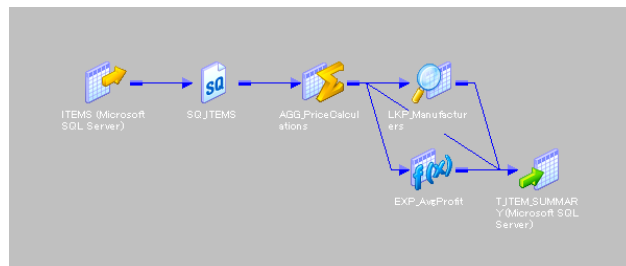 SQ
ITEMS (Microsoft
SQL Server)
SQ_ITEMS
AGG_PriceCalcul
ations
LKP_Manufactur
ers
f(x)
EXP_AvgProfit
T_ITEM_SUMMAR
Y (Microsoft SQL
Server)